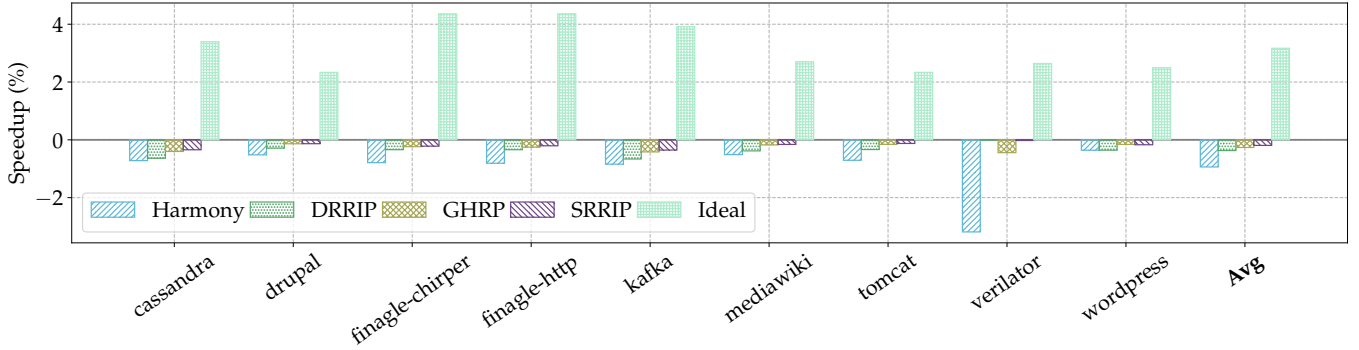 Speedup (%)
4
2
0
−2
Harmony DRRIP GHRP SRRIP Ideal
cassandra drupal finagle-chirper finagle-http kafka mediawiki tomcat verilator wordpress Avg